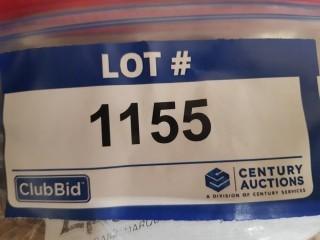 LOT #
1155
ClubBid
CENTURY
AUCTIONS
A DIVISION OF CENTURY SERVICES